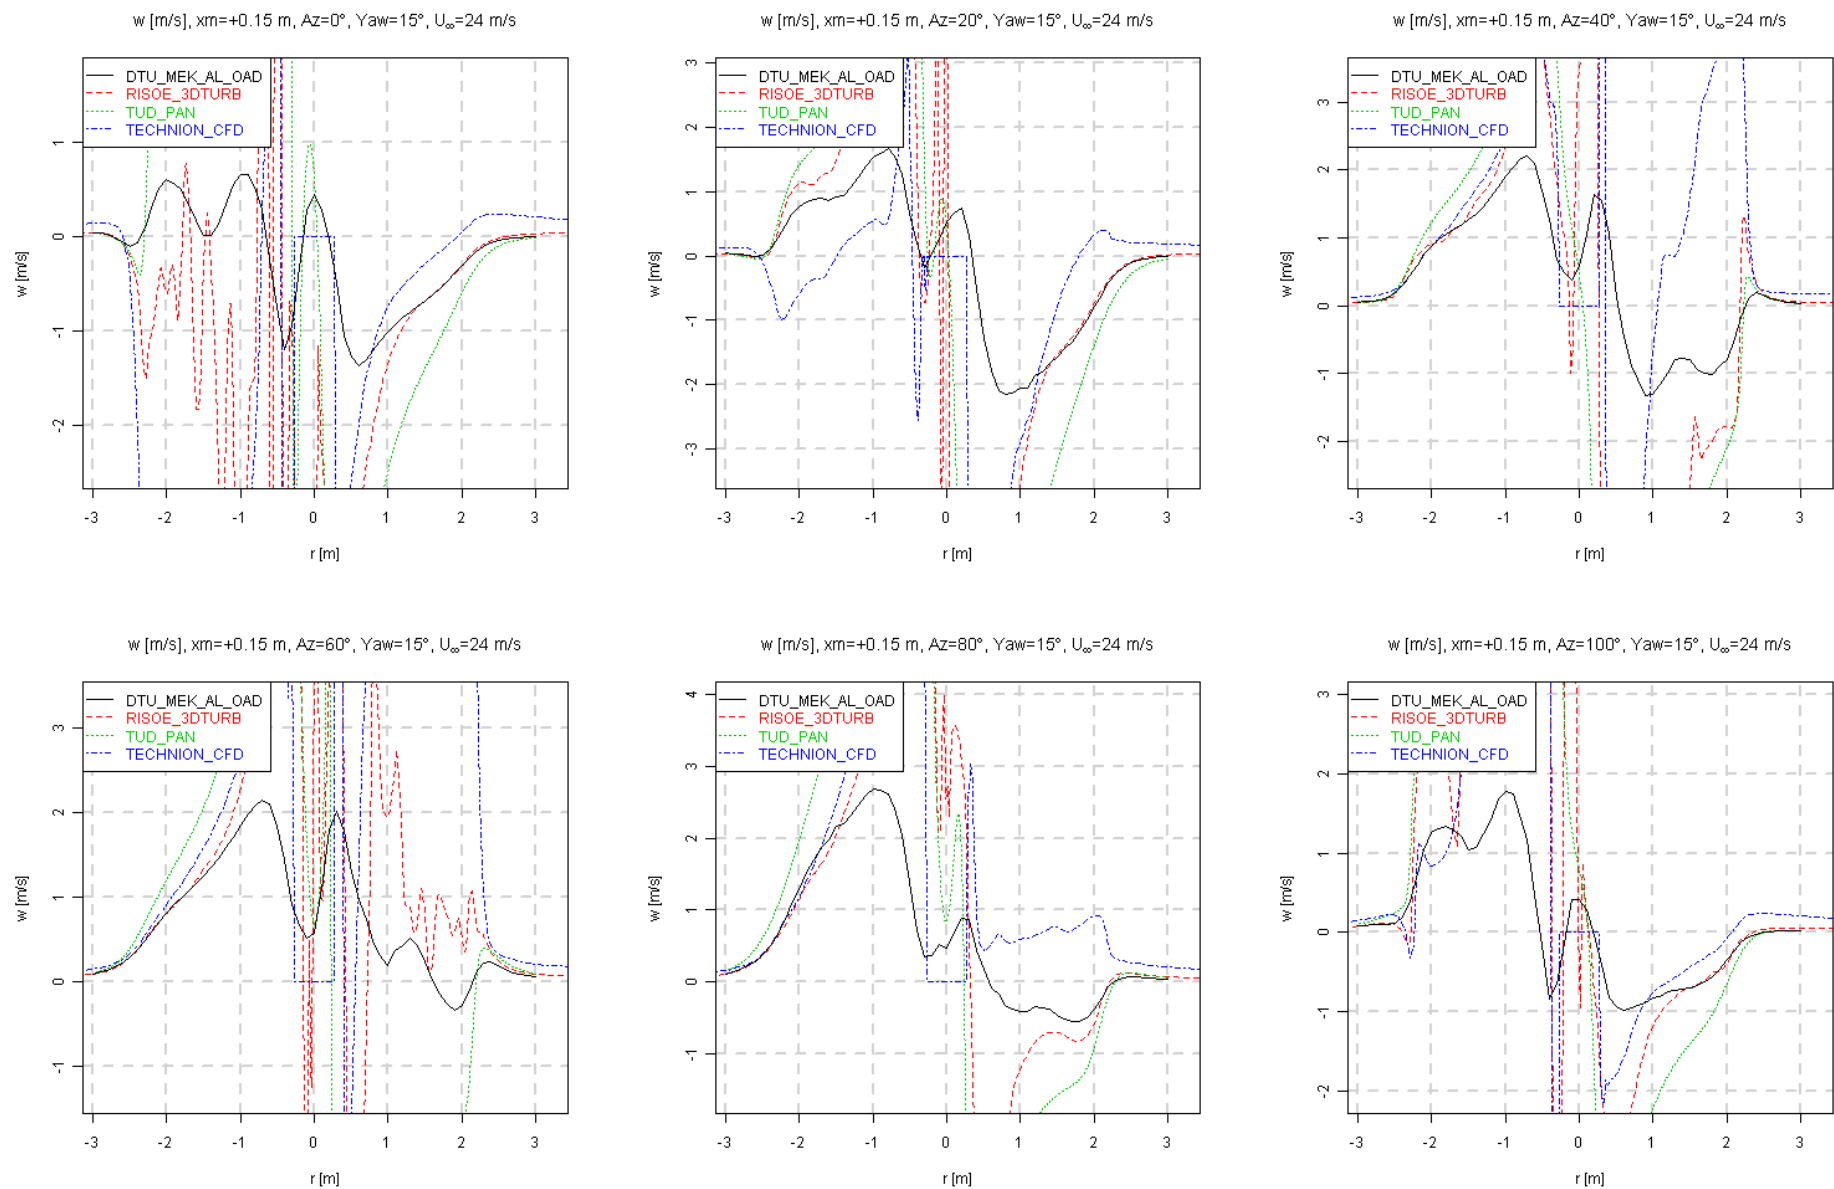 w [m/s], xm=+0.15 m, Az=0°, Yaw=15°, U∞=24 m/s
DTU_MEK_AL_OAD
RISOE_3DTURB
TUD_PAN
TECHNION_CFD
w [m/s]
1
0
-1
-2
-3 -2 -1 0 1 2 3
r [m]
w [m/s], xm=+0.15 m, Az=20°, Yaw=15°, U∞=24 m/s
DTU_MEK_AL_OAD
RISOE_3DTURB
TUD_PAN
TECHNION_CFD
w [m/s]
3
2
1
0
-1
-2
-3
-3 -2 -1 0 1 2 3
r [m]
w [m/s], xm=+0.15 m, Az=40°, Yaw=15°, U∞=24 m/s
DTU_MEK_AL_OAD
RISOE_3DTURB
TUD_PAN
TECHNION_CFD
w [m/s]
3
2
1
0
-1
-2
-3 -2 -1 0 1 2 3
r [m]
w [m/s], xm=+0.15 m, Az=60°, Yaw=15°, U∞=24 m/s
DTU_MEK_AL_OAD
RISOE_3DTURB
TUD_PAN
TECHNION_CFD
w [m/s]
3
2
1
0
-1
-3 -2 -1 0 1 2 3
r [m]
w [m/s], xm=+0.15 m, Az=80°, Yaw=15°, U∞=24 m/s
DTU_MEK_AL_OAD
RISOE_3DTURB
TUD_PAN
TECHNION_CFD
w [m/s]
4
3
2
1
0
-1
-3 -2 -1 0 1 2 3
r [m]
w [m/s], xm=+0.15 m, Az=100°, Yaw=15°, U∞=24 m/s
DTU_MEK_AL_OAD
RISOE_3DTURB
TUD_PAN
TECHNION_CFD
w [m/s]
3
2
1
0
-1
-2
-3 -2 -1 0 1 2 3
r [m]